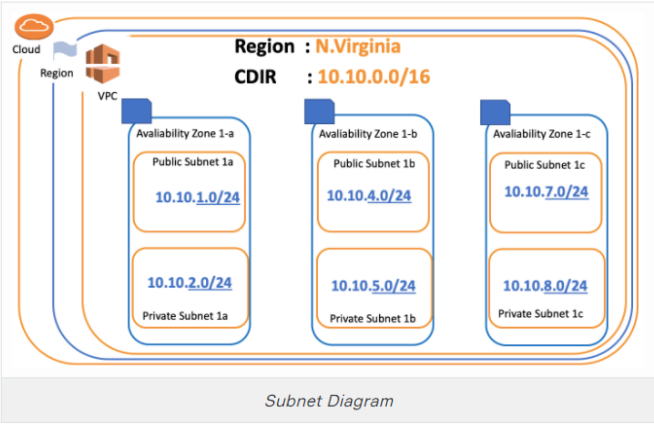 Cloud
Region
VPC
Region : N.Virginia
CDIR : 10.10.0.0/16
Avaliability Zone 1-a
Public Subnet 1a
10.10.1.0/24
10.10.2.0/24
Private Subnet 1a
Avaliability Zone 1-b
Public Subnet 1b
10.10.4.0/24
10.10.5.0/24
Private Subnet 1b
Avaliability Zone 1-c
Public Subnet 1c
10.10.7.0/24
10.10.8.0/24
Private Subnet 1c
Subnet Diagram